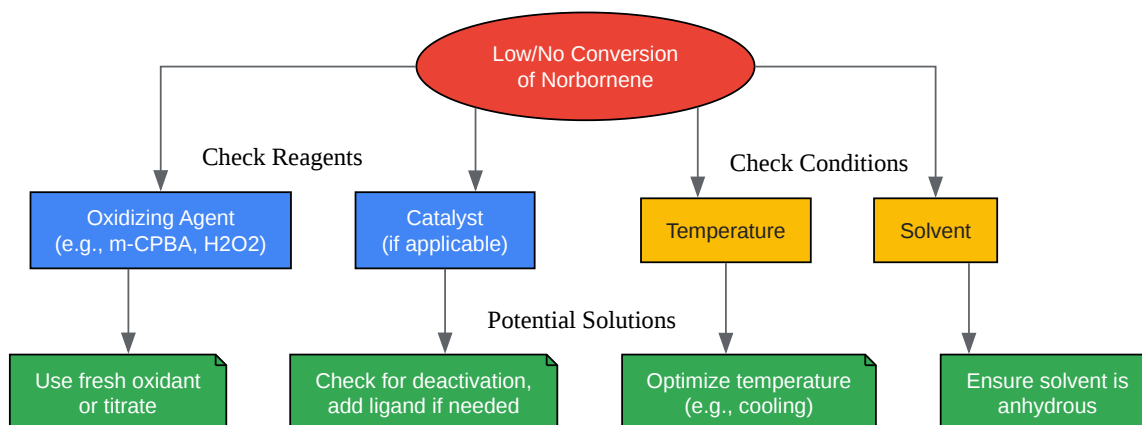 Low/No Conversion
of Norbornene
Check Reagents
Check Conditions
Oxidizing Agent
(e.g., m-CPBA, H2O2)
Catalyst
(if applicable)
Temperature
Solvent
Potential Solutions
Use fresh oxidant
or titrate
Check for deactivation,
add ligand if needed
Optimize temperature
(e.g., cooling)
Ensure solvent is
anhydrous